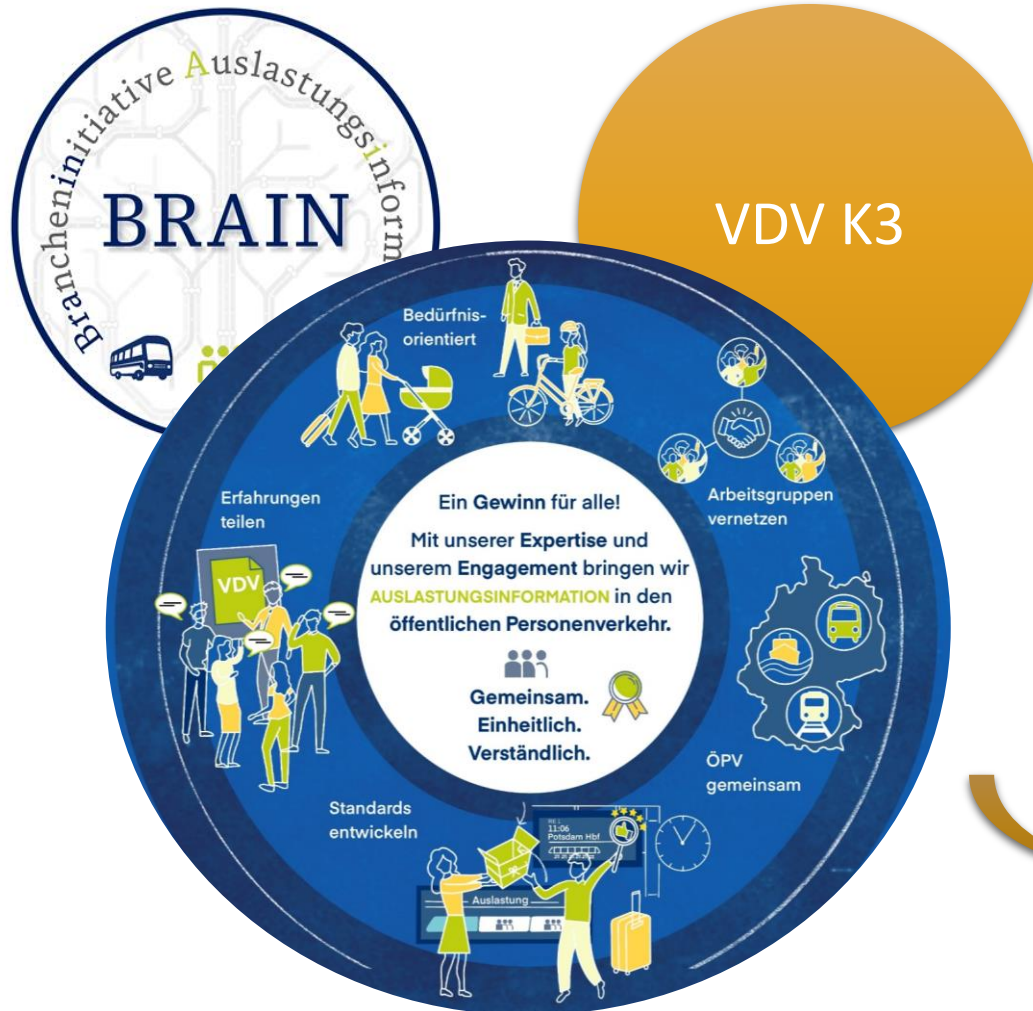 Brancheninitiative Auslastungsinform
BRAIN
VDV K3
Bedürfnis-
orientiert
Erfahrungen
teilen
VDV
Arbeitsgruppen
vernetzen
Ein Gewinn für alle!
Mit unserer Expertise und
unserem Engagement bringen wir
AUSLASTUNGSINFORMATION in den
öffentlichen Personenverkehr.
Gemeinsam.
Einheitlich.
Verständlich.
ÖPV
gemeinsam
Standards
entwickeln
RE 1
11:06
Potsdam Hbf
Auslastung